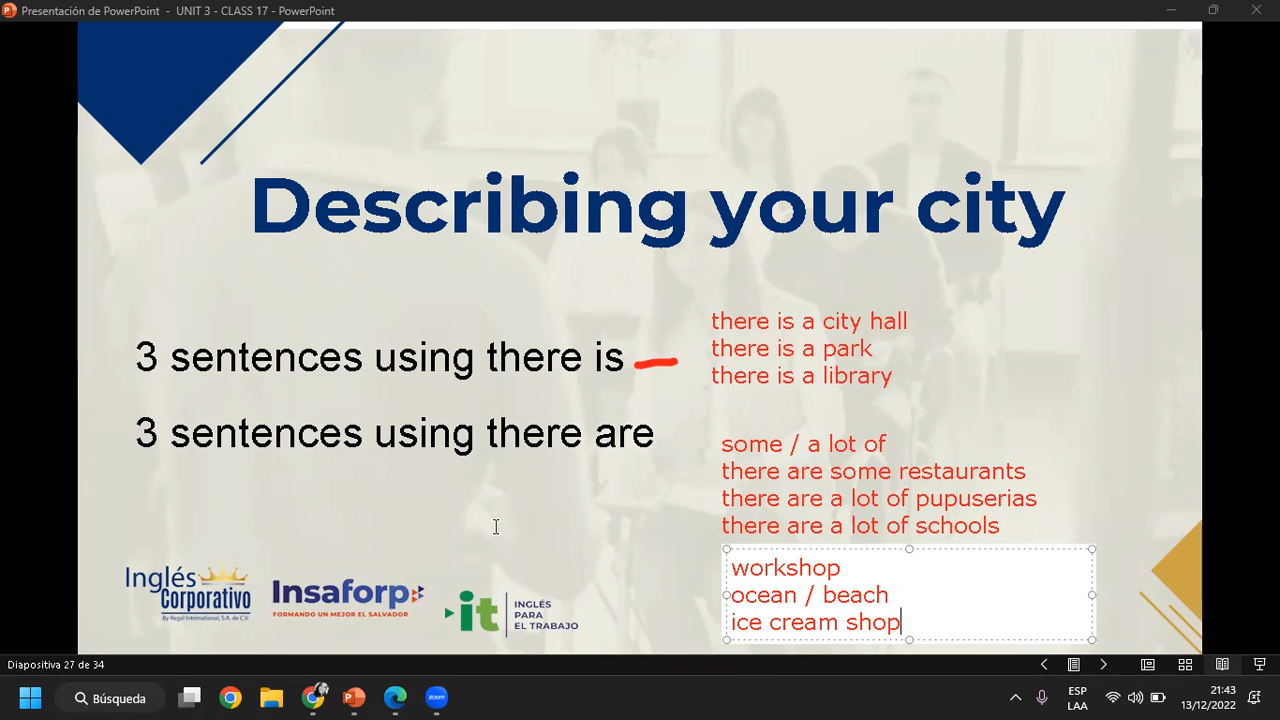 Presentación de PowerPoint - UNIT 3 - CLASS 17 - PowerPoint
Describing your city
3 sentences using there is
there is a city hall
there is a park
there is a library
3 sentences using there are
some / a lot of
there are some restaurants
there are a lot of pupuserias
there are a lot of schools
workshop
ocean / beach
ice cream shop
Inglés
Corporativo
By Regal International, S.A. de C.V.
Insaforp
FORMANDO UN MEJOR EL SALVADOR
it
INGLÉS
PARA
EL TRABAJO
Diapositiva 27 de 34
Búsqueda
zoom
ESP
LAA
21:43
13/12/2022